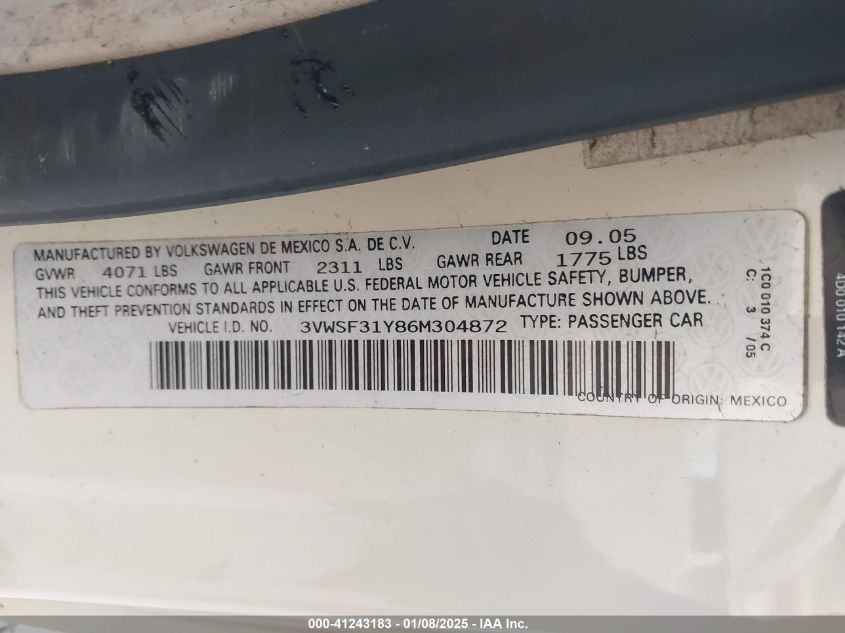 MANUFACTURED BY VOLKSWAGEN DE MEXICO S.A. DE C.V. DATE 09.05
GVWR 4071 LBS GAWR FRONT 2311 LBS GAWR REAR 1775 LBS
THIS VEHICLE CONFORMS TO ALL APPLICABLE U.S. FEDERAL MOTOR VEHICLE SAFETY, BUMPER,
AND THEFT PREVENTION STANDARDS IN EFFECT ON THE DATE OF MANUFACTURE SHOWN ABOVE.
VEHICLE I.D. NO. 3VWSF31Y86M304872 TYPE: PASSENGER CAR
COUNTRY OF ORIGIN: MEXICO
1C0 010 374 C
C: 3 /05
4D0 010 142 A
000-41243183 - 01/08/2025 - IAA Inc.